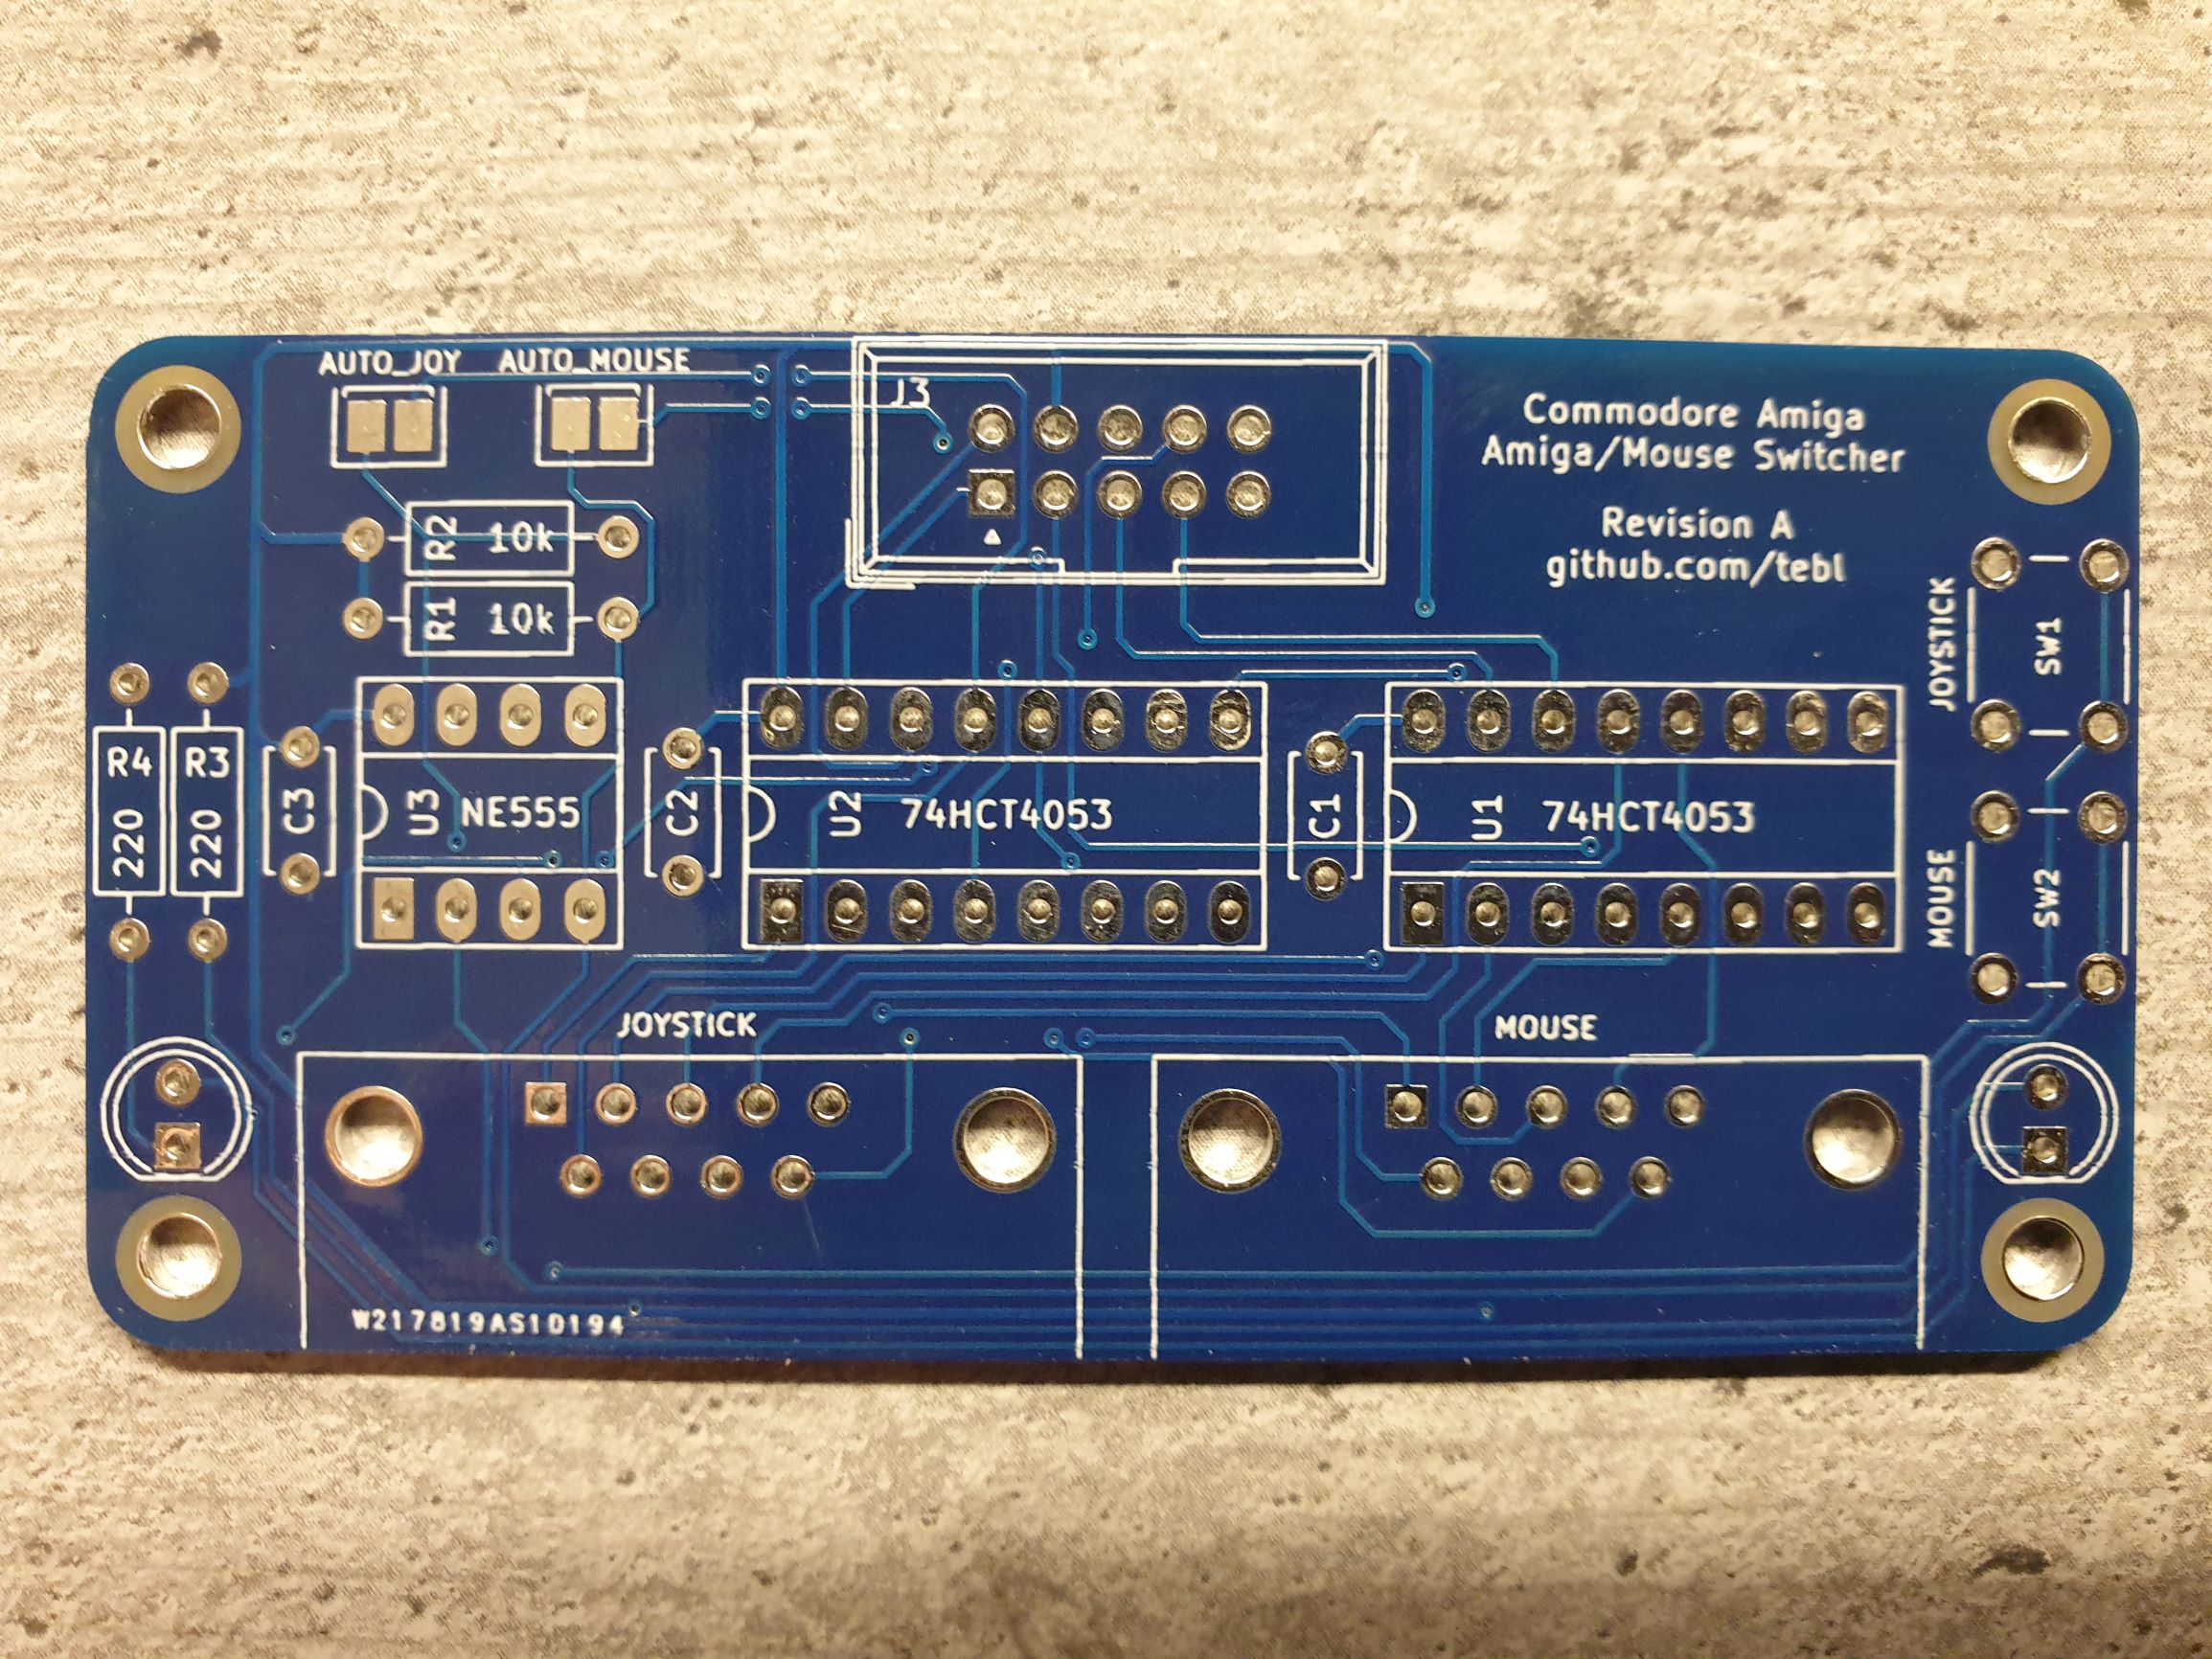 AUTO_JOY
AUTO_MOUSE
J3
Commodore Amiga
Amiga/Mouse Switcher
Revision A
github.com/tebl
R2 10k
R1 10k
R4 220
R3 220
C3
U3 NE555
C2
U2 74HCT4053
C1
U1 74HCT4053
JOYSTICK
SW1
MOUSE
SW2
JOYSTICK
MOUSE
W217819AS1D194